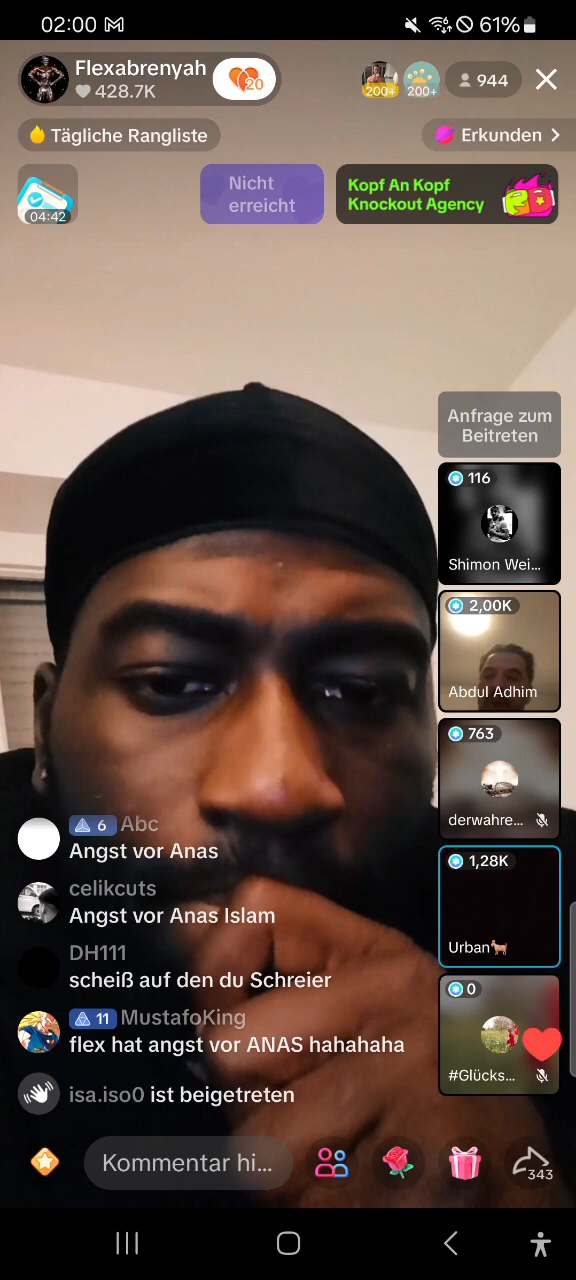 02:00
61%
Flexabrenyah
428.7K
20
200+
200+
944
Tägliche Rangliste
Erkunden
04:42
Nicht
erreicht
Kopf An Kopf
Knockout Agency
Anfrage zum
Beitreten
116
Shimon Wei...
2,00K
Abdul Adhim
763
derwahre...
1,28K
Urban
0
#Glücks...
6 Abc
Angst vor Anas
celikcuts
Angst vor Anas Islam
DH111
scheiß auf den du Schreier
11 MustafoKing
flex hat angst vor ANAS hahahaha
isa.iso0 ist beigetreten
Kommentar hi...
343